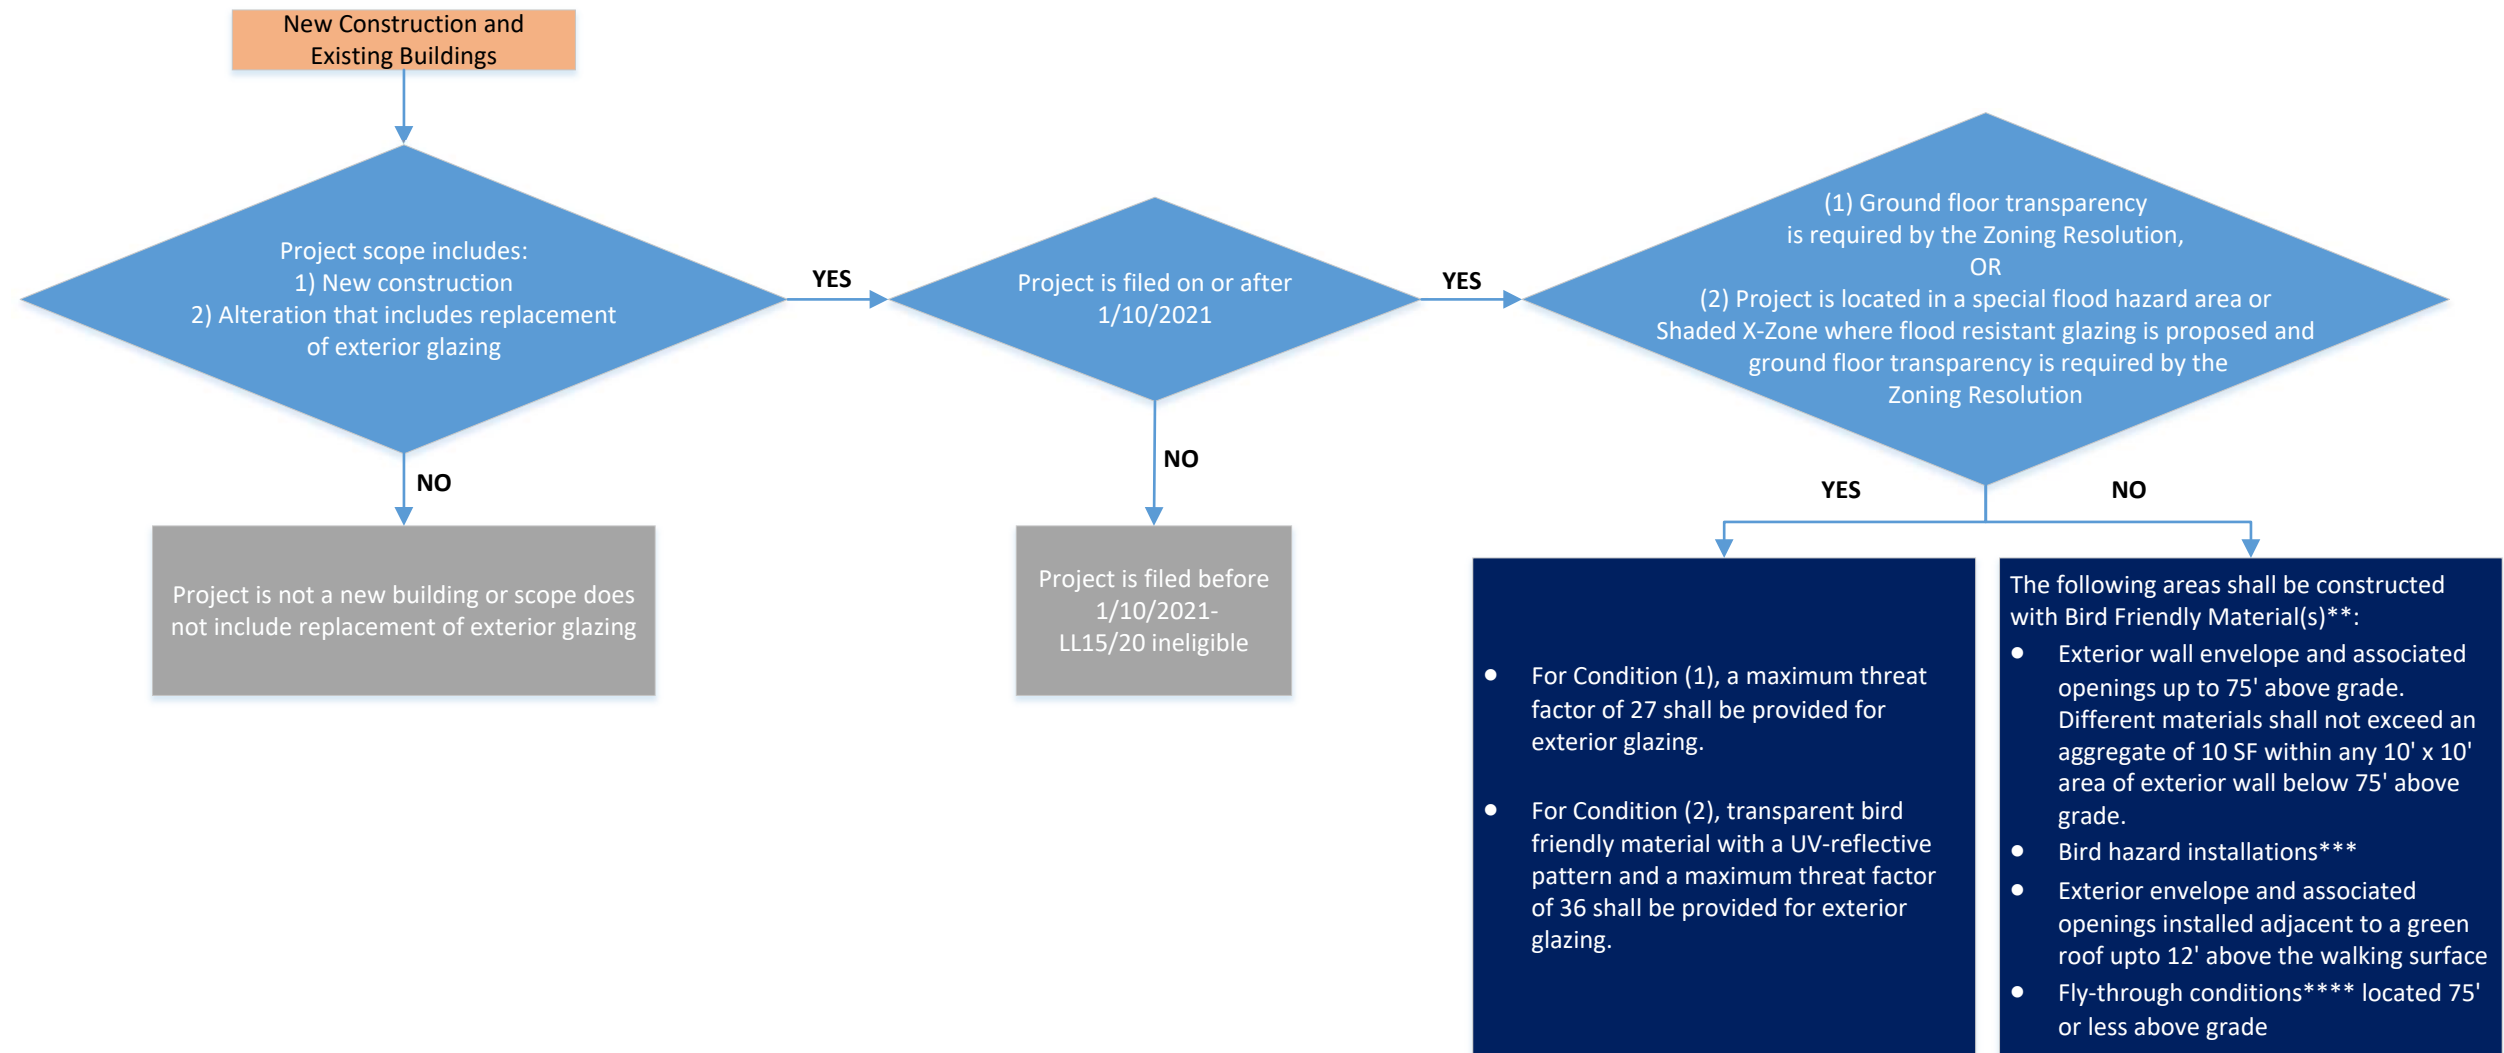 New Construction and
Existing Buildings
Project scope includes:
1) New construction
2) Alteration that includes replacement
of exterior glazing
YES
Project is filed on or after
1/10/2021
YES
(1) Ground floor transparency
is required by the Zoning Resolution,
OR
(2) Project is located in a special flood hazard area or
Shaded X-Zone where flood resistant glazing is proposed and
ground floor transparency is required by the
Zoning Resolution
NO
Project is not a new building or scope does
not include replacement of exterior glazing
NO
Project is filed before
1/10/2021-
LL15/20 ineligible
YES
NO
● For Condition (1), a maximum threat
factor of 27 shall be provided for
exterior glazing.
● For Condition (2), transparent bird
friendly material with a UV-reflective
pattern and a maximum threat factor
of 36 shall be provided for exterior
glazing.
The following areas shall be constructed
with Bird Friendly Material(s)**:
● Exterior wall envelope and associated
openings up to 75' above grade.
Different materials shall not exceed an
aggregate of 10 SF within any 10' x 10'
area of exterior wall below 75' above
grade.
● Bird hazard installations***
● Exterior envelope and associated
openings installed adjacent to a green
roof upto 12' above the walking surface
● Fly-through conditions**** located 75'
or less above grade